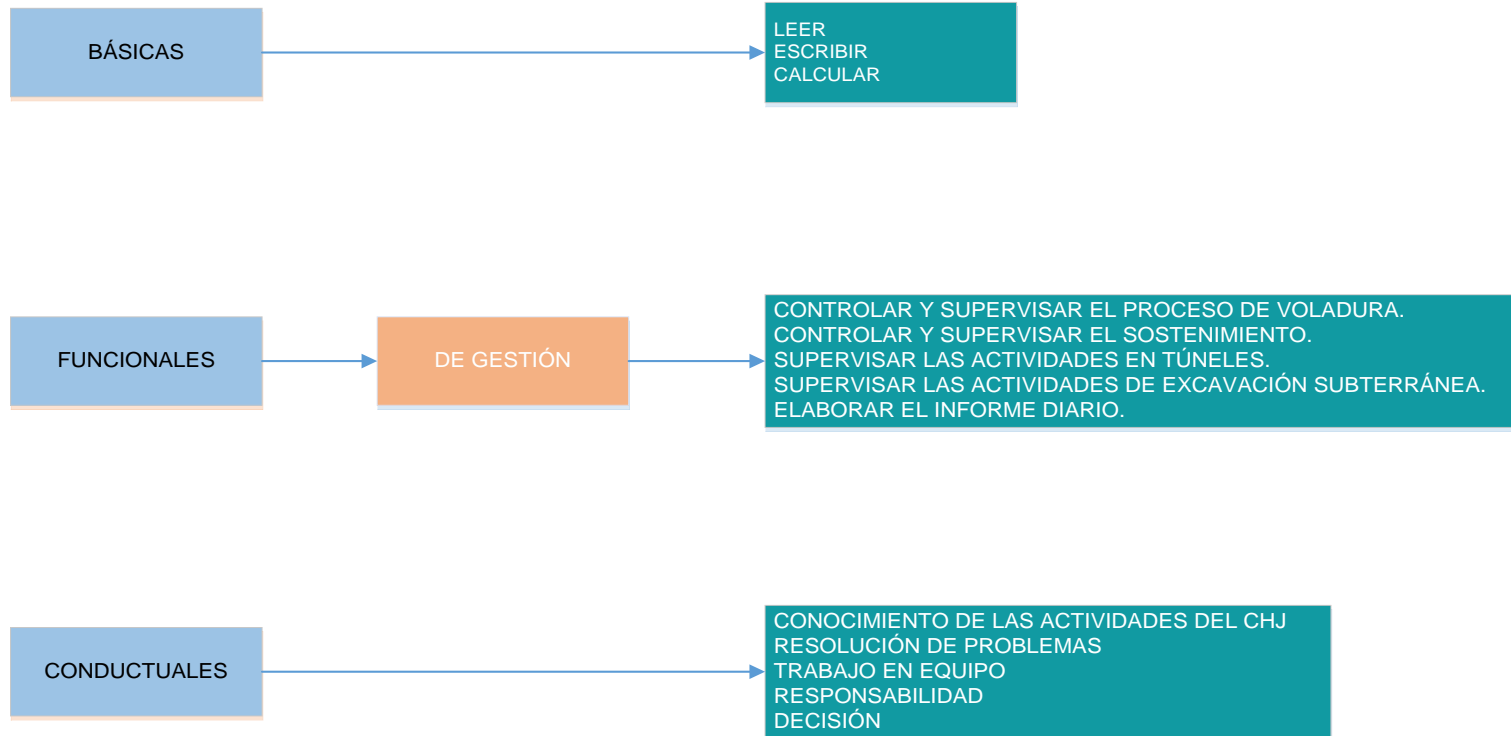 BÁSICAS
LEER
ESCRIBIR
CALCULAR
FUNCIONALES
DE GESTIÓN
CONTROLAR Y SUPERVISAR EL PROCESO DE VOLADURA.
CONTROLAR Y SUPERVISAR EL SOSTENIMIENTO.
SUPERVISAR LAS ACTIVIDADES EN TÚNELES.
SUPERVISAR LAS ACTIVIDADES DE EXCAVACIÓN SUBTERRÁNEA.
ELABORAR EL INFORME DIARIO.
CONDUCTUALES
CONOCIMIENTO DE LAS ACTIVIDADES DEL CHJ
RESOLUCIÓN DE PROBLEMAS
TRABAJO EN EQUIPO
RESPONSABILIDAD
DECISIÓN